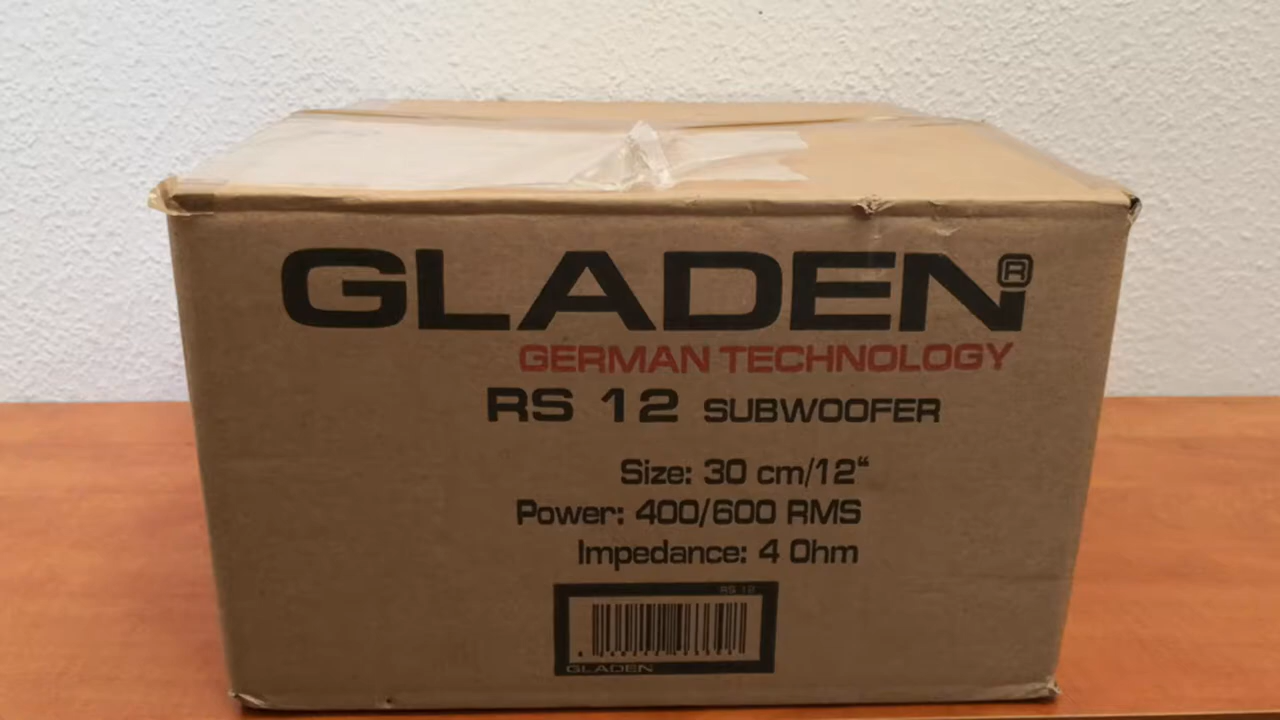 GLADEN®
GERMAN TECHNOLOGY
RS 12 SUBWOOFER
Size: 30 cm/12“
Power: 400/600 RMS
Impedance: 4 Ohm
RS 12
GLADEN